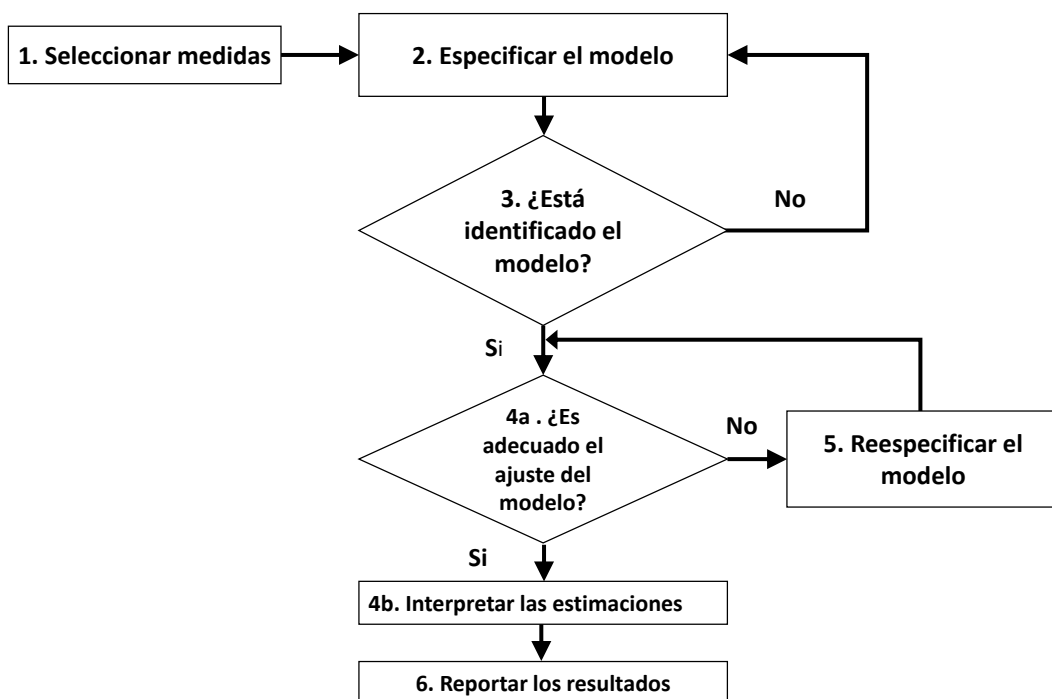 1. Seleccionar medidas
2. Especificar el modelo
3. ¿Está
identificado el
modelo?
No
Si
4a . ¿Es
adecuado el
ajuste del
modelo?
No
5. Reespecificar el
modelo
Si
4b. Interpretar las estimaciones
6. Reportar los resultados